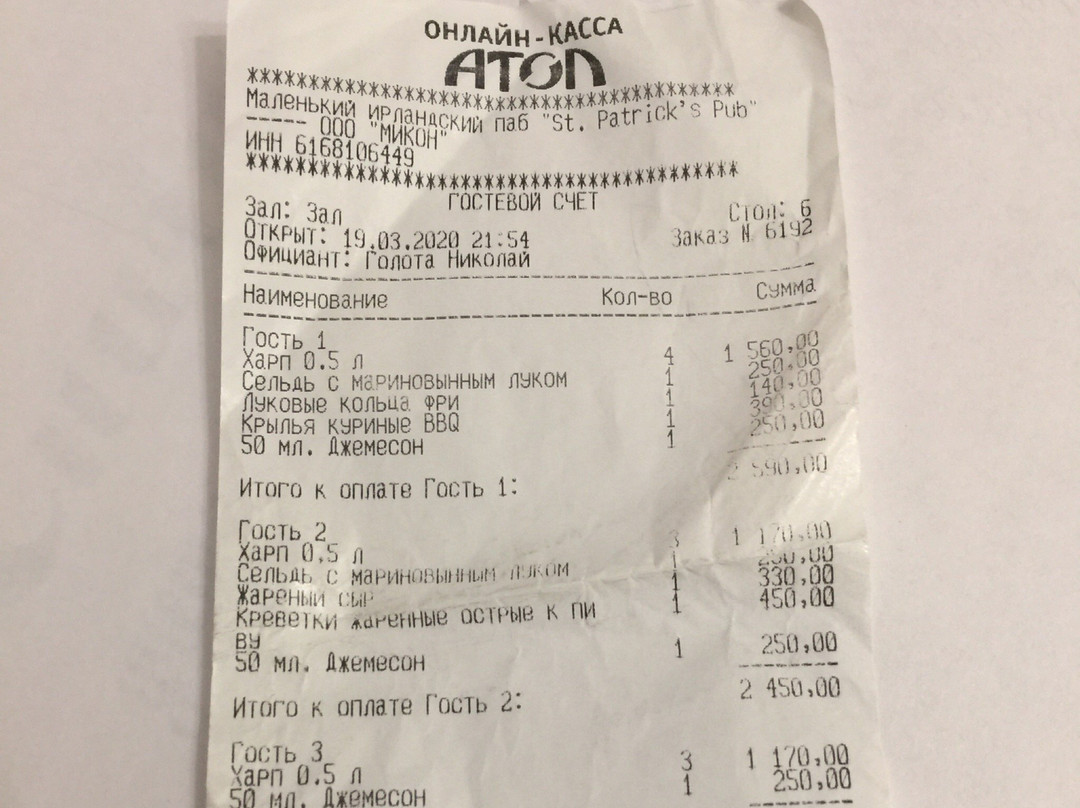 ОНЛАЙН-КАССА
АТОЛ
****************************************
Маленький ирландский паб "St. Patrick's Pub"
----- ООО "МИКОН"
ИНН 6168106449
****************************************
ГОСТЕВОЙ СЧЕТ
Зал: Зал Стол: 6
Открыт: 19.03.2020 21:54 Заказ N 6192
Официант: Голота Николай
Наименование Кол-во Сумма
Гость 1
Харп 0.5 л 4 1 560,00
Сельдь с мариновынным луком 1 250,00
Луковые кольца фри 1 140,00
Крылья куриные BBQ 1 390,00
50 мл. Джемесон 1 250,00
Итого к оплате Гость 1: 2 590,00
Гость 2
Харп 0,5 л 3 1 170,00
Сельдь с мариновынным луком 1 250,00
Жареный сыр 1 330,00
Креветки жаренные острые к пи 1 450,00
ву
50 мл. Джемесон 1 250,00
Итого к оплате Гость 2: 2 450,00
Гость 3
Харп 0.5 л 3 1 170,00
50 мл. Джемесон 1 250,00